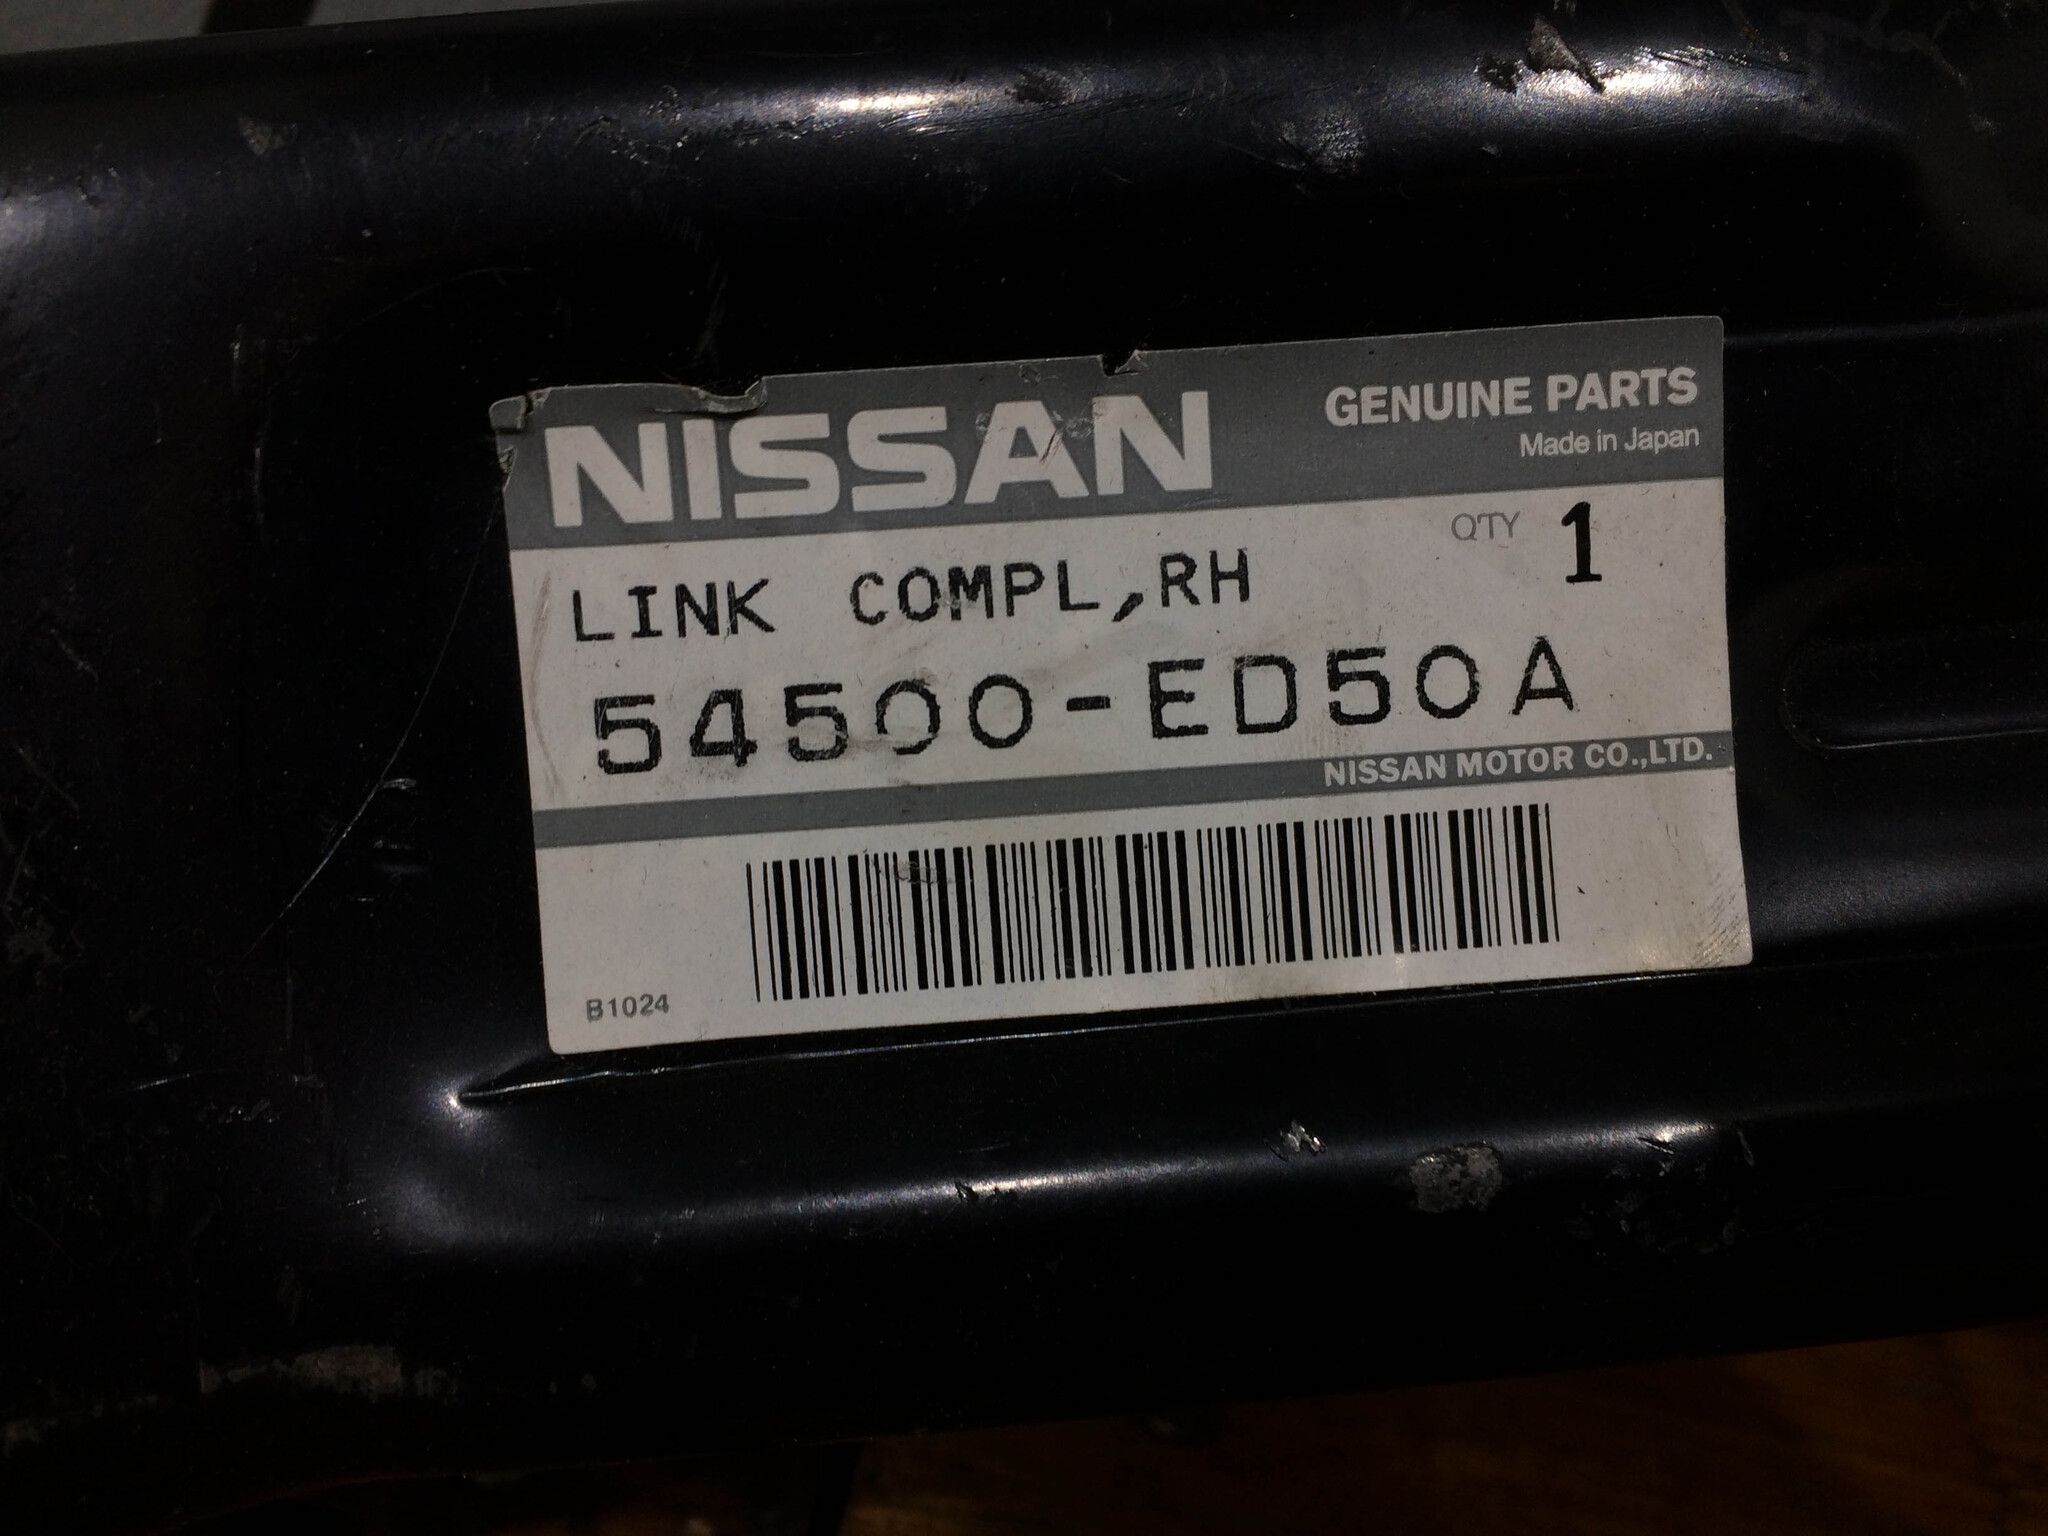 NISSAN
GENUINE PARTS
Made in Japan
QTY 1
LINK COMPL,RH
54500-ED50A
NISSAN MOTOR CO.,LTD.
B1024